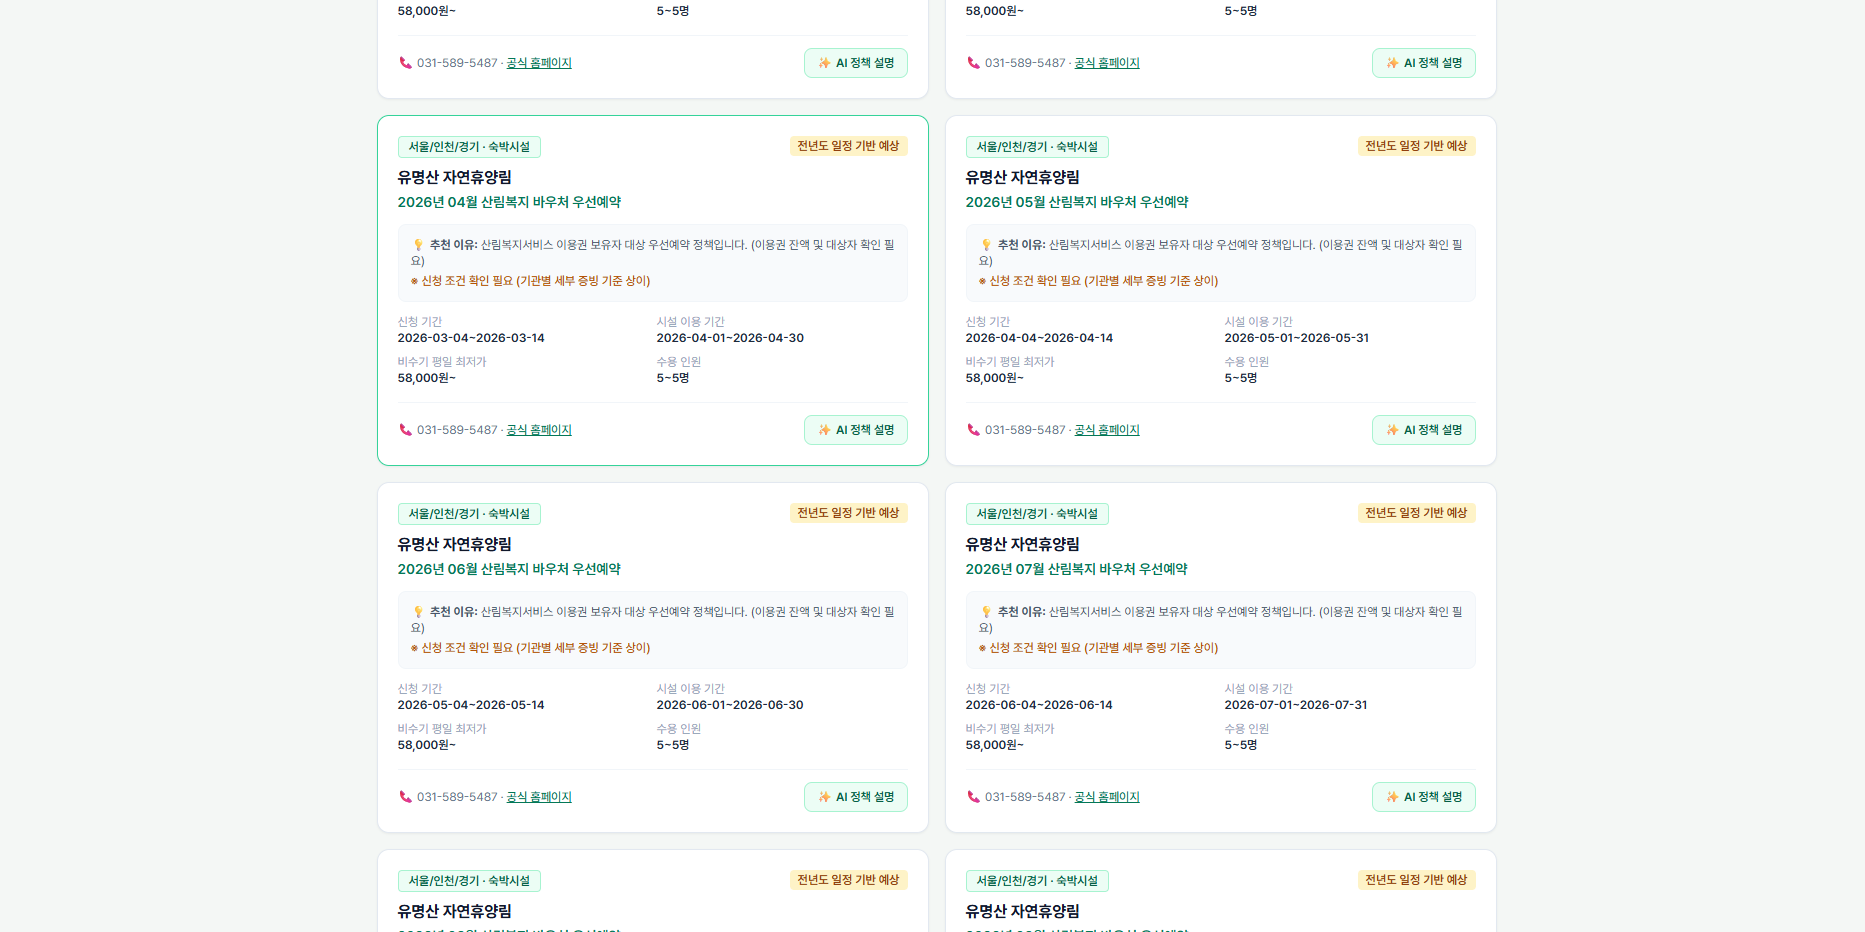 58,000원~
5~5명
031-589-5487 · 공식 홈페이지
AI 정책 설명
58,000원~
5~5명
031-589-5487 · 공식 홈페이지
AI 정책 설명
서울/인천/경기 · 숙박시설
전년도 일정 기반 예상
유명산 자연휴양림
2026년 04월 산림복지 바우처 우선예약
추천 이유: 산림복지서비스 이용권 보유자 대상 우선예약 정책입니다. (이용권 잔액 및 대상자 확인 필
요)
※ 신청 조건 확인 필요 (기관별 세부 증빙 기준 상이)
신청 기간
2026-03-04~2026-03-14
시설 이용 기간
2026-04-01~2026-04-30
비수기 평일 최저가
58,000원~
수용 인원
5~5명
031-589-5487 · 공식 홈페이지
AI 정책 설명
서울/인천/경기 · 숙박시설
전년도 일정 기반 예상
유명산 자연휴양림
2026년 05월 산림복지 바우처 우선예약
추천 이유: 산림복지서비스 이용권 보유자 대상 우선예약 정책입니다. (이용권 잔액 및 대상자 확인 필
요)
※ 신청 조건 확인 필요 (기관별 세부 증빙 기준 상이)
신청 기간
2026-04-04~2026-04-14
시설 이용 기간
2026-05-01~2026-05-31
비수기 평일 최저가
58,000원~
수용 인원
5~5명
031-589-5487 · 공식 홈페이지
AI 정책 설명
서울/인천/경기 · 숙박시설
전년도 일정 기반 예상
유명산 자연휴양림
2026년 06월 산림복지 바우처 우선예약
추천 이유: 산림복지서비스 이용권 보유자 대상 우선예약 정책입니다. (이용권 잔액 및 대상자 확인 필
요)
※ 신청 조건 확인 필요 (기관별 세부 증빙 기준 상이)
신청 기간
2026-05-04~2026-05-14
시설 이용 기간
2026-06-01~2026-06-30
비수기 평일 최저가
58,000원~
수용 인원
5~5명
031-589-5487 · 공식 홈페이지
AI 정책 설명
서울/인천/경기 · 숙박시설
전년도 일정 기반 예상
유명산 자연휴양림
2026년 07월 산림복지 바우처 우선예약
추천 이유: 산림복지서비스 이용권 보유자 대상 우선예약 정책입니다. (이용권 잔액 및 대상자 확인 필
요)
※ 신청 조건 확인 필요 (기관별 세부 증빙 기준 상이)
신청 기간
2026-06-04~2026-06-14
시설 이용 기간
2026-07-01~2026-07-31
비수기 평일 최저가
58,000원~
수용 인원
5~5명
031-589-5487 · 공식 홈페이지
AI 정책 설명
서울/인천/경기 · 숙박시설
전년도 일정 기반 예상
유명산 자연휴양림
서울/인천/경기 · 숙박시설
전년도 일정 기반 예상
유명산 자연휴양림